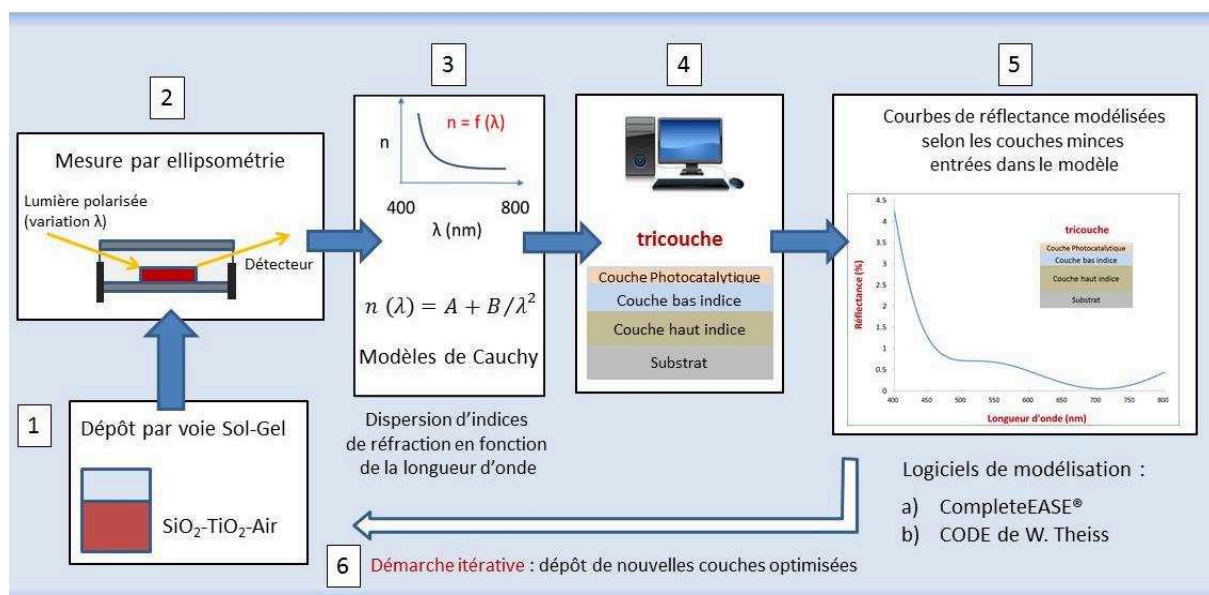 1
Dépôt par voie Sol-Gel
SiO₂-TiO₂-Air
2
Mesure par ellipsométrie
Lumière polarisée
(variation λ)
Détecteur
3
n = f (λ)
n
400
800
λ (nm)
n (λ) = A + B/λ²
Modèles de Cauchy
Dispersion d'indices
de réfraction en fonction
de la longueur d'onde
4
tricouche
Couche Photocatalytique
Couche bas indice
Couche haut indice
Substrat
5
Courbes de réflectance modélisées
selon les couches minces
entrées dans le modèle
4.5
4
3.5
3
2.5
2
1.5
1
0.5
0
Réflectance (%)
tricouche
Couche Photocatalytique
Couche bas indice
Couche haut indice
Substrat
400
450
500
550
600
650
700
750
800
Longueur d'onde (nm)
Logiciels de modélisation :
a) CompleteEASE®
b) CODE de W. Theiss
6
Démarche itérative : dépôt de nouvelles couches optimisées